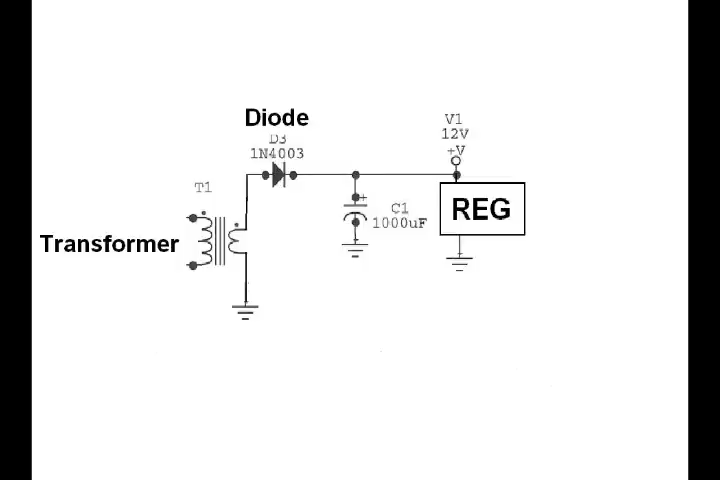 Diode
D3
1N4003
V1
12V
+V
T1
REG
+
C1
1000uF
Transformer